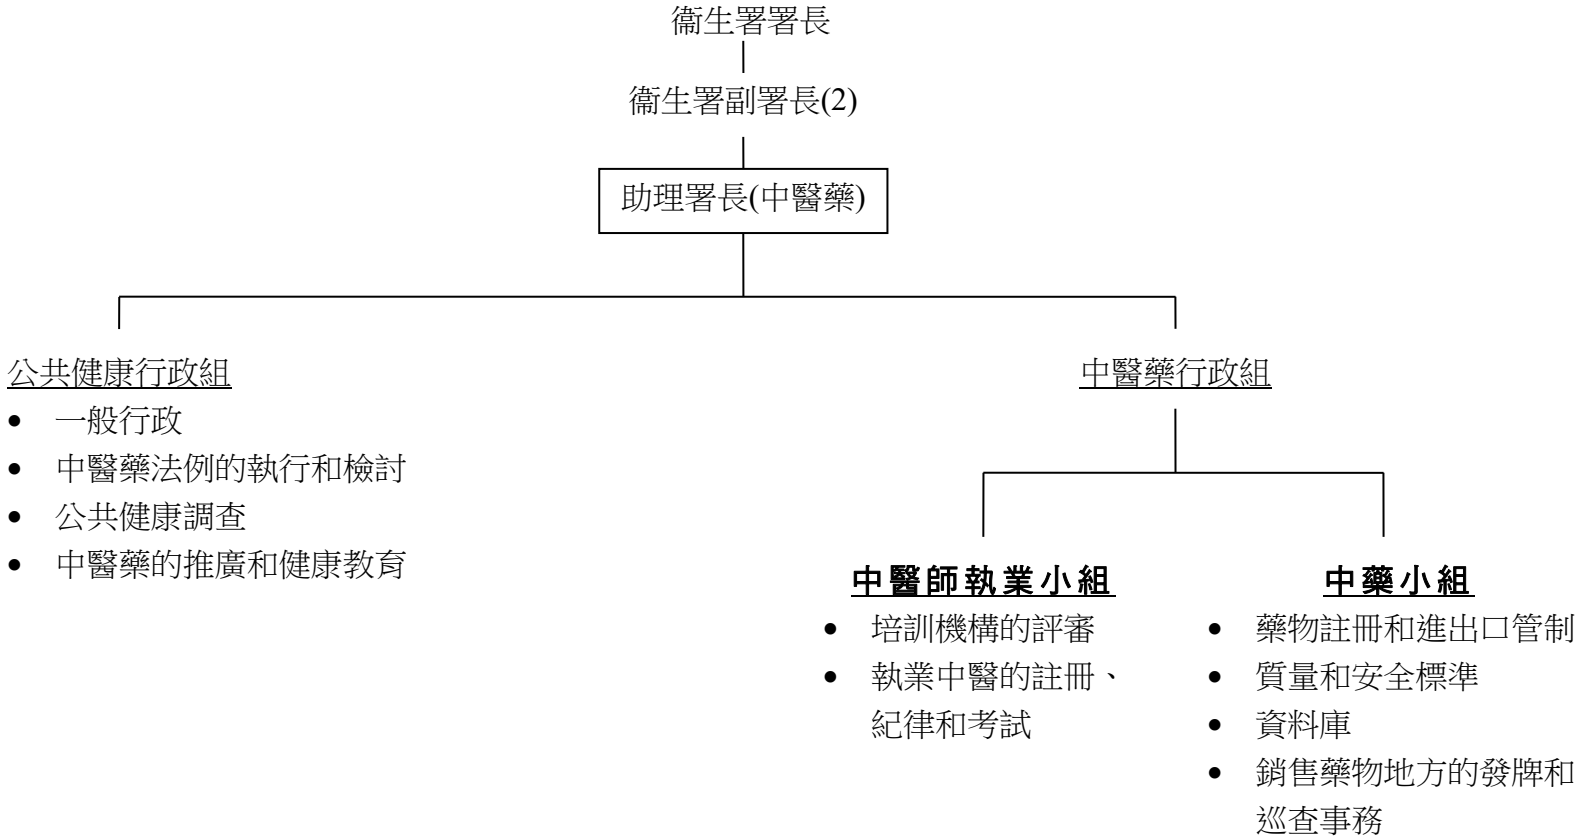 衞生署署長
衞生署副署長(2)
助理署長(中醫藥)
公共健康行政組
• 一般行政
• 中醫藥法例的執行和檢討
• 公共健康調查
• 中醫藥的推廣和健康教育
中醫藥行政組
中醫師執業小組
• 培訓機構的評審
• 執業中醫的註冊、
紀律和考試
中藥小組
• 藥物註冊和進出口管制
• 質量和安全標準
• 資料庫
• 銷售藥物地方的發牌和
巡查事務